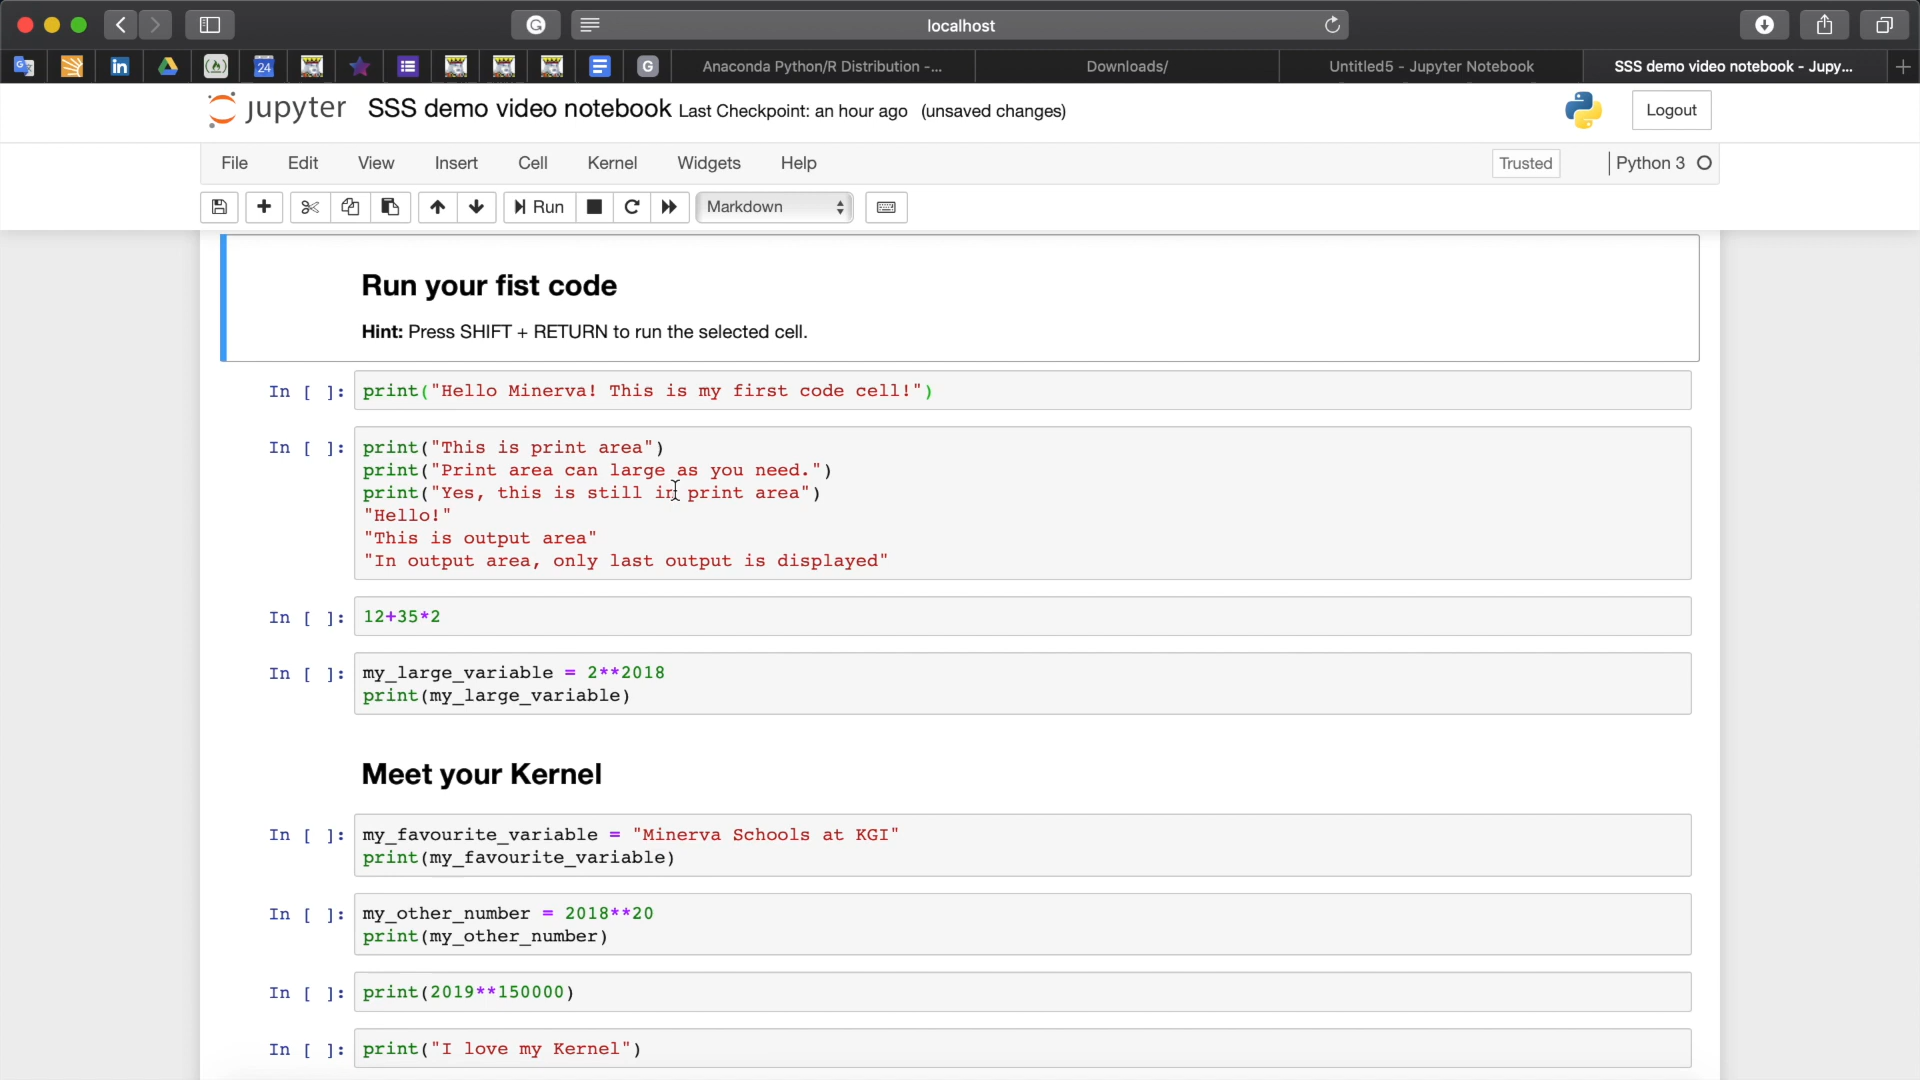 localhost
24
Anaconda Python/R Distribution -...
Downloads/
Untitled5 - Jupyter Notebook
SSS demo video notebook - Jupy...
jupyter SSS demo video notebook Last Checkpoint: an hour ago (unsaved changes)
Logout
File Edit View Insert Cell Kernel Widgets Help
Trusted
Python 3
Run
Markdown
Run your fist code
Hint: Press SHIFT + RETURN to run the selected cell.
In [ ]: print("Hello Minerva! This is my first code cell!")
In [ ]: print("This is print area")
print("Print area can large as you need.")
print("Yes, this is still in print area")
"Hello!"
"This is output area"
"In output area, only last output is displayed"
In [ ]: 12+35*2
In [ ]: my_large_variable = 2**2018
print(my_large_variable)
Meet your Kernel
In [ ]: my_favourite_variable = "Minerva Schools at KGI"
print(my_favourite_variable)
In [ ]: my_other_number = 2018**20
print(my_other_number)
In [ ]: print(2019**150000)
In [ ]: print("I love my Kernel")